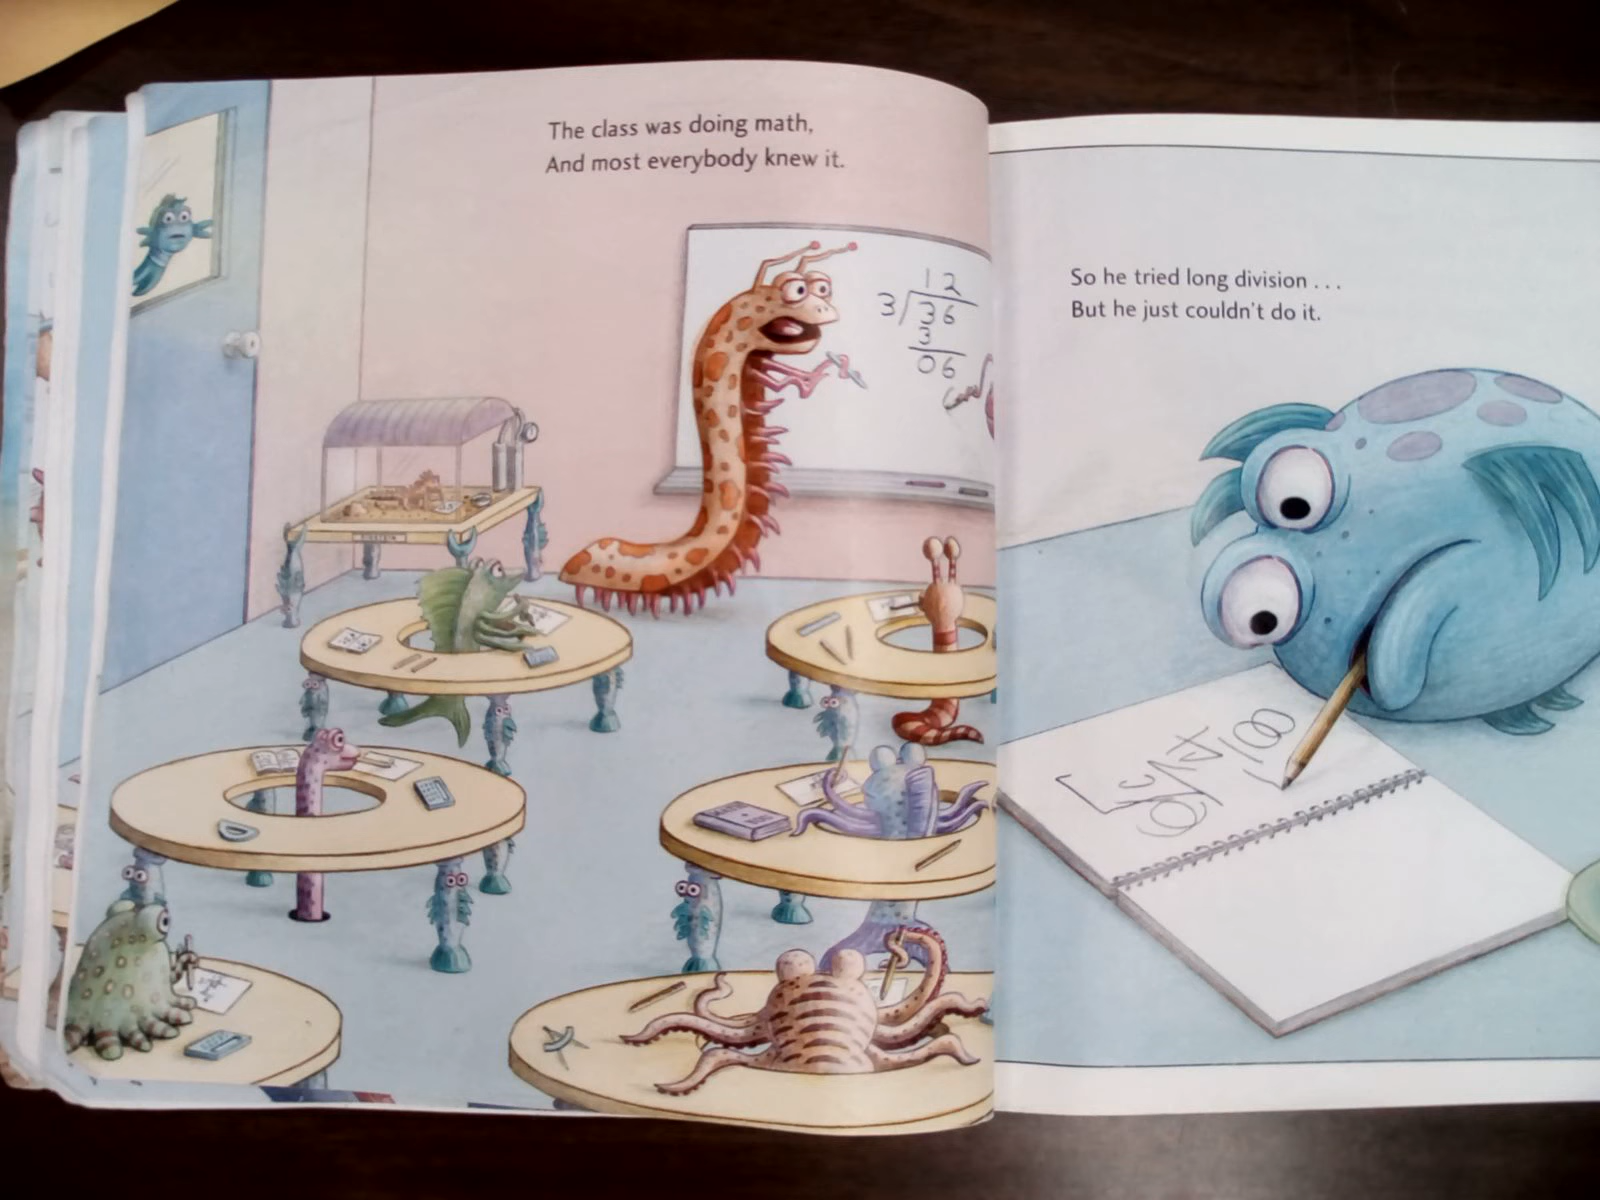 The class was doing math,
And most everybody knew it.
12
3 36
3
06
So he tried long division . . .
But he just couldn't do it.